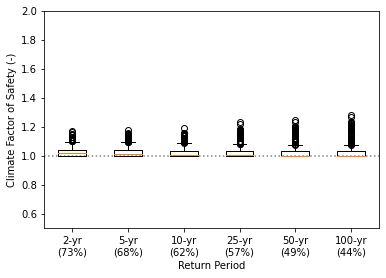 Climate Factor of Safety (-)
2.0
1.8
1.6
1.4
1.2
1.0
0.8
0.6
2-yr 5-yr 10-yr 25-yr 50-yr 100-yr
(73%) (68%) (62%) (57%) (49%) (44%)
Return Period